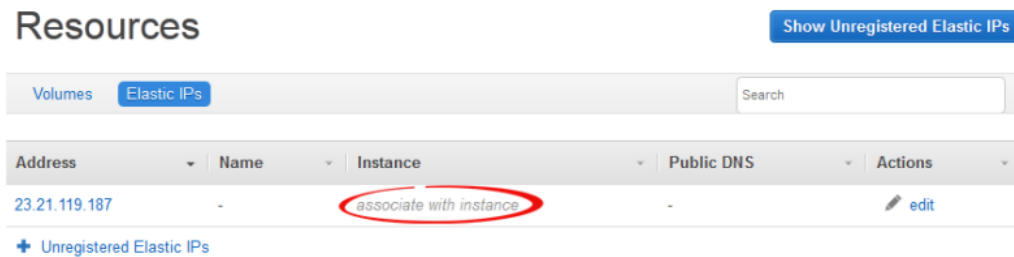 Resources
Show Unregistered Elastic IPs
Volumes Elastic IPs Search
Address Name Instance Public DNS Actions
23.21.119.187 - associate with instance - edit
Unregistered Elastic IPs